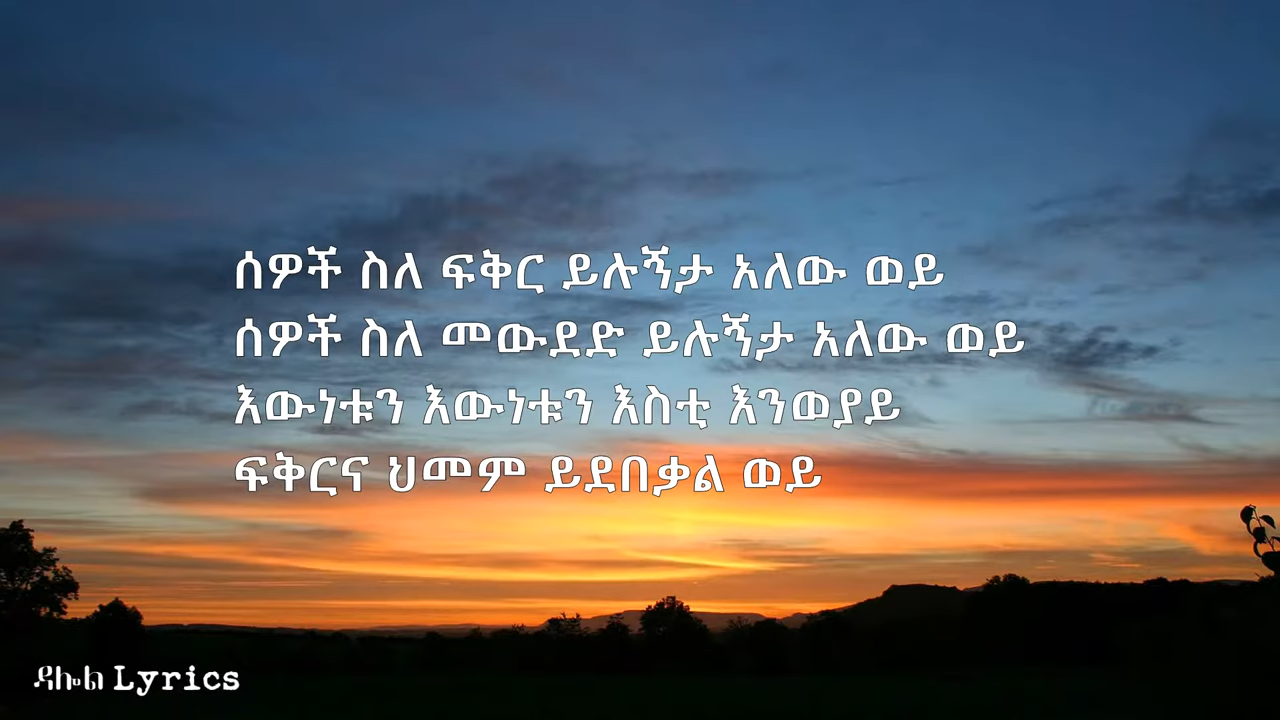 ሰዎች ስለ ፍቅር ይሉኝታ አለው ወይ
ሰዎች ስለ መውደድ ይሉኝታ አለው ወይ
እውነቱን እውነቱን እስቲ እንወያይ
ፍቅርና ህመም ይደበቃል ወይ
Lyrics